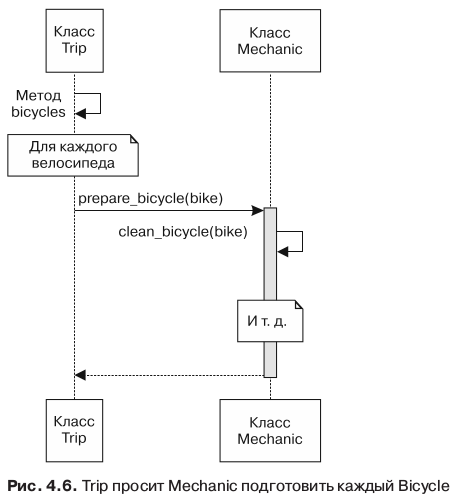 Класс
Trip
Класс
Mechanic
Метод
bicycles
Для каждого
велосипеда
prepare_bicycle(bike)
clean_bicycle(bike)
И т. д.
Класс
Trip
Класс
Mechanic
Рис. 4.6. Trip просит Mechanic подготовить каждый Bicycle